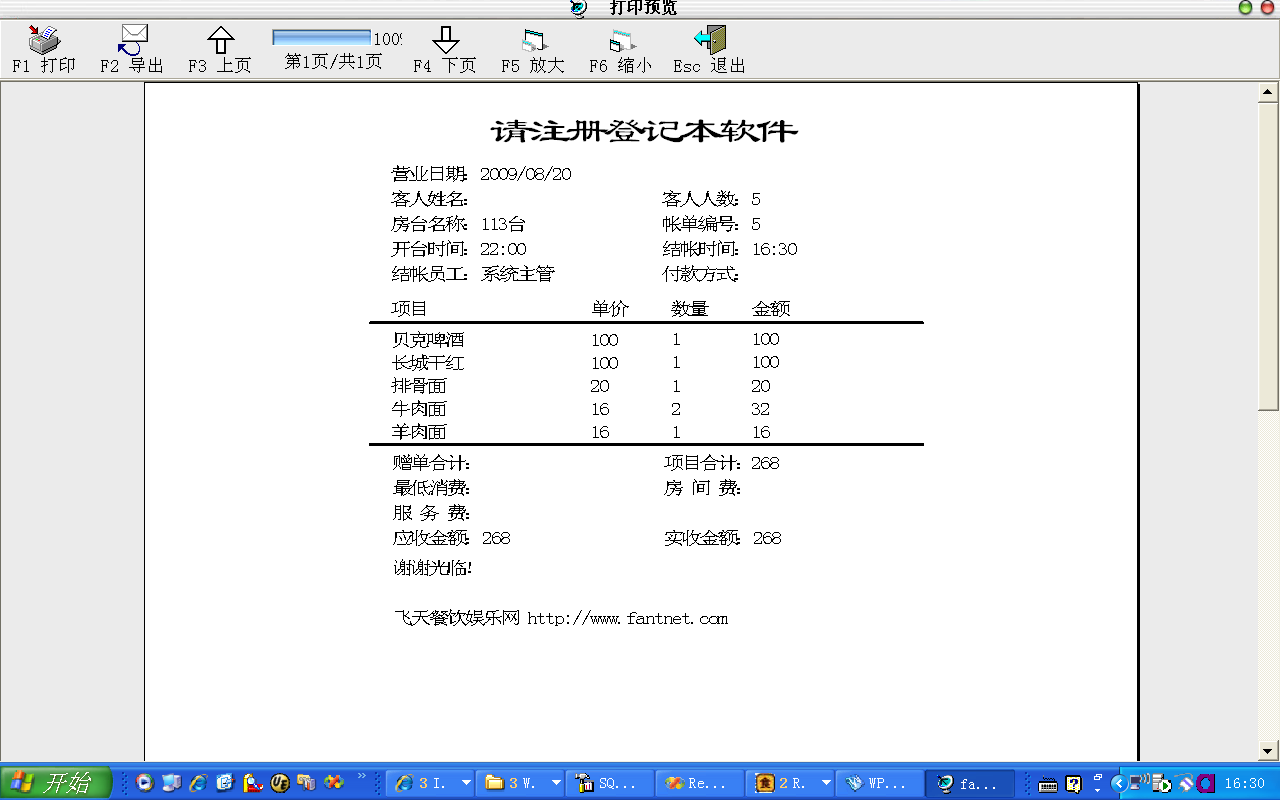 打印预览
F1 打印 F2 导出 F3 上页 100% 第1页/共1页 F4 下页 F5 放大 F6 缩小 Esc 退出
请注册登记本软件
营业日期: 2009/08/20
客人姓名: 客人人数: 5
房台名称: 113台 帐单编号: 5
开台时间: 22:00 结帐时间: 16:30
结帐员工: 系统主管 付款方式:
项目 单价 数量 金额
贝克啤酒 100 1 100
长城干红 100 1 100
排骨面 20 1 20
牛肉面 16 2 32
羊肉面 16 1 16
赠单合计: 项目合计: 268
最低消费: 房 间 费:
服 务 费:
应收金额: 268 实收金额: 268
谢谢光临!
飞天餐饮娱乐网 http://www.fantnet.com
开始 3 I. 3 W. SQ... Re... 2 R. WP... fa... 16:30